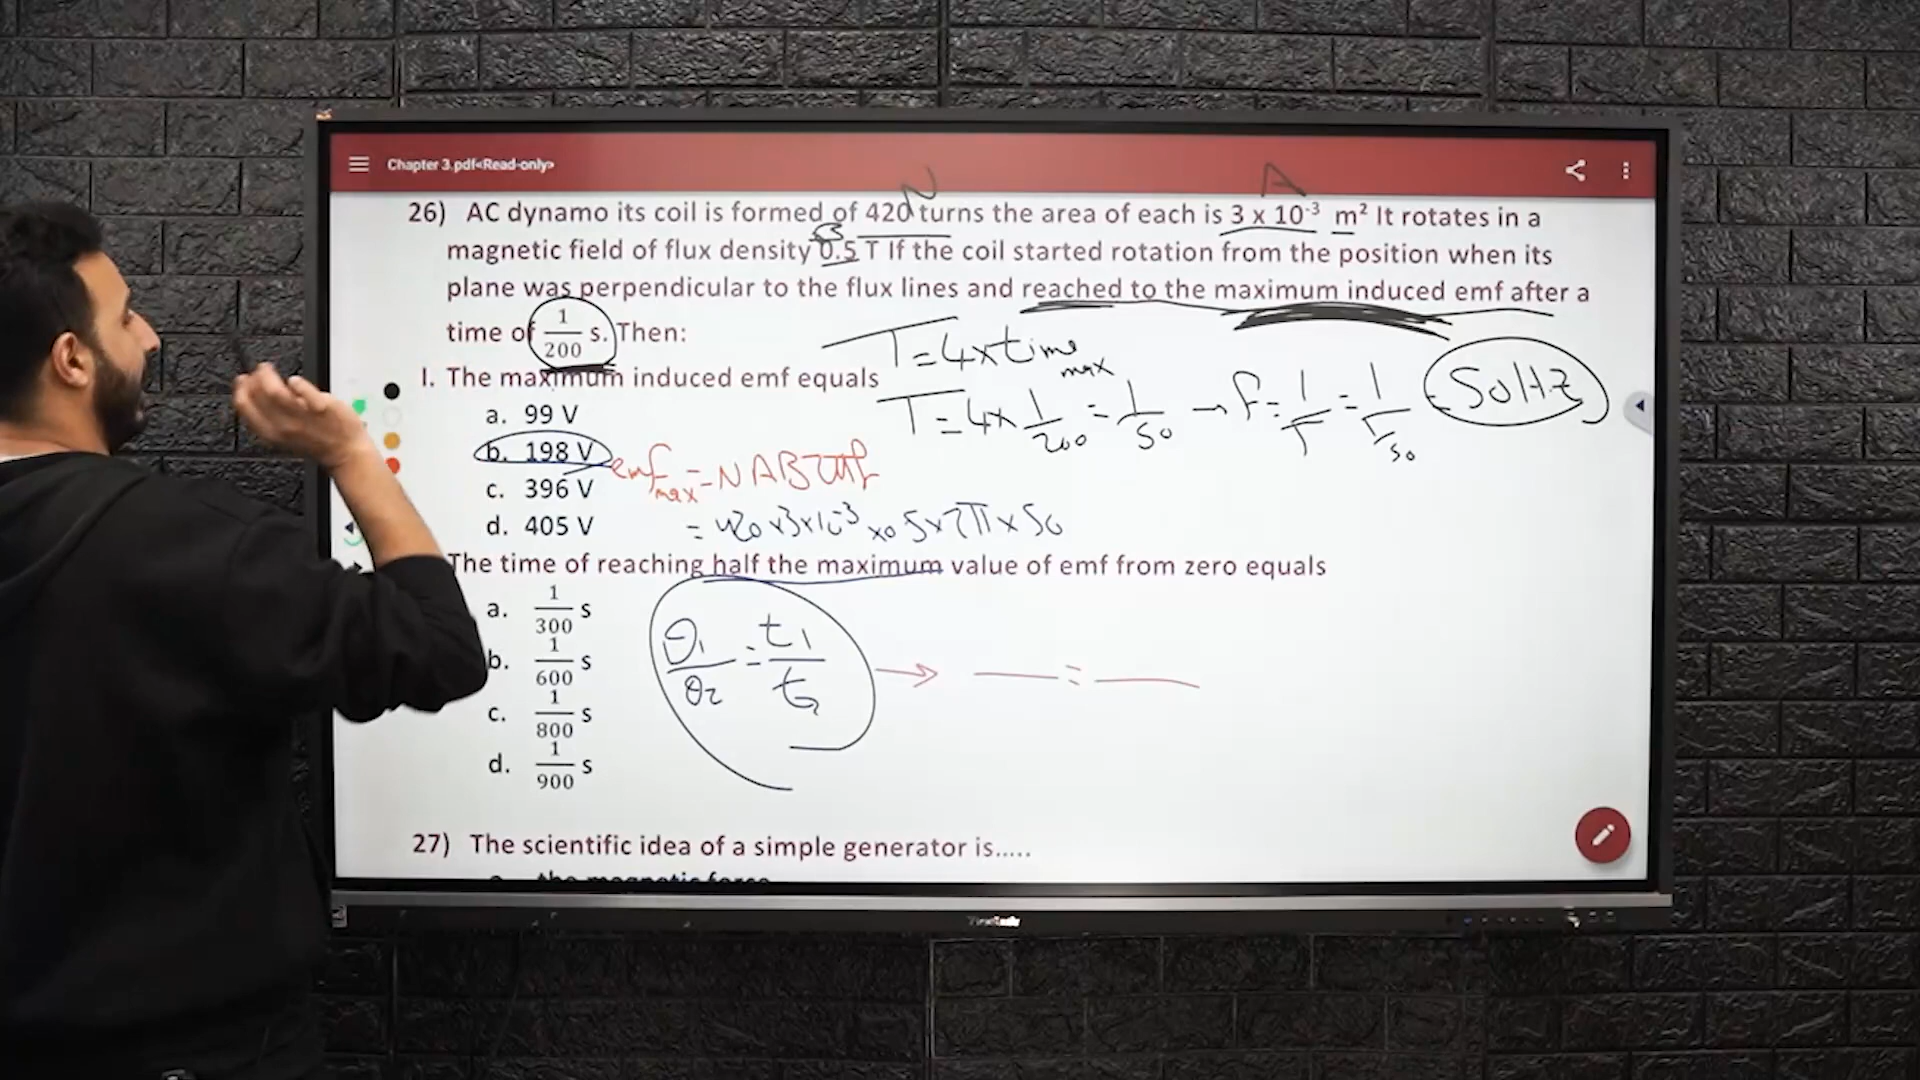 Chapter 3.pdf<Read-only>
N
A
26) AC dynamo its coil is formed of 420 turns the area of each is 3 x 10⁻³ m² It rotates in a
B
magnetic field of flux density 0.5 T If the coil started rotation from the position when its
plane was perpendicular to the flux lines and reached to the maximum induced emf after a
time of 1/200 s. Then:
T = 4 x time max
I. The maximum induced emf equals
T = 4 x 1/200 = 1/50 → f = 1/T = 1/1/50 = 50 Hz
a. 99 V
b. 198 V
emf max = NAB2πf
c. 396 V
d. 405 V
= 420 x 3 x 10⁻³ x 0.5 x 2π x 50
The time of reaching half the maximum value of emf from zero equals
a. 1/300 s
b. 1/600 s
c. 1/800 s
d. 1/900 s
θ₁/θ₂ = t₁/t₂ → =
27) The scientific idea of a simple generator is.....
the magnetic force